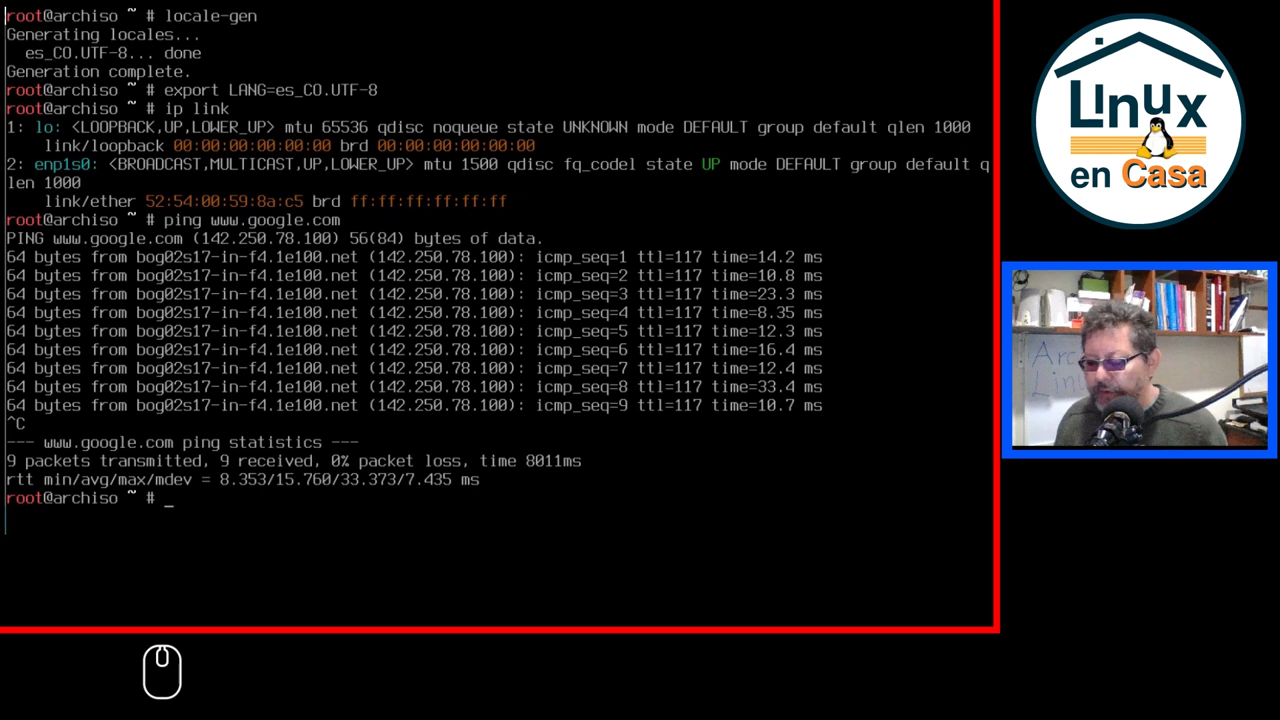 root@archiso ~ # locale-gen
Generating locales...
  es_CO.UTF-8... done
Generation complete.
root@archiso ~ # export LANG=es_CO.UTF-8
root@archiso ~ # ip link
1: lo: <LOOPBACK,UP,LOWER_UP> mtu 65536 qdisc noqueue state UNKNOWN mode DEFAULT group default qlen 1000
    link/loopback 00:00:00:00:00:00 brd 00:00:00:00:00:00
2: enp1s0: <BROADCAST,MULTICAST,UP,LOWER_UP> mtu 1500 qdisc fq_codel state UP mode DEFAULT group default q
len 1000
    link/ether 52:54:00:59:8a:c5 brd ff:ff:ff:ff:ff:ff
root@archiso ~ # ping www.google.com
PING www.google.com (142.250.78.100) 56(84) bytes of data.
64 bytes from bog02s17-in-f4.1e100.net (142.250.78.100): icmp_seq=1 ttl=117 time=14.2 ms
64 bytes from bog02s17-in-f4.1e100.net (142.250.78.100): icmp_seq=2 ttl=117 time=10.8 ms
64 bytes from bog02s17-in-f4.1e100.net (142.250.78.100): icmp_seq=3 ttl=117 time=23.3 ms
64 bytes from bog02s17-in-f4.1e100.net (142.250.78.100): icmp_seq=4 ttl=117 time=8.35 ms
64 bytes from bog02s17-in-f4.1e100.net (142.250.78.100): icmp_seq=5 ttl=117 time=12.3 ms
64 bytes from bog02s17-in-f4.1e100.net (142.250.78.100): icmp_seq=6 ttl=117 time=16.4 ms
64 bytes from bog02s17-in-f4.1e100.net (142.250.78.100): icmp_seq=7 ttl=117 time=12.4 ms
64 bytes from bog02s17-in-f4.1e100.net (142.250.78.100): icmp_seq=8 ttl=117 time=33.4 ms
64 bytes from bog02s17-in-f4.1e100.net (142.250.78.100): icmp_seq=9 ttl=117 time=10.7 ms
^C
--- www.google.com ping statistics ---
9 packets transmitted, 9 received, 0% packet loss, time 8011ms
rtt min/avg/max/mdev = 8.353/15.760/33.373/7.435 ms
root@archiso ~ # _
Linux
en Casa